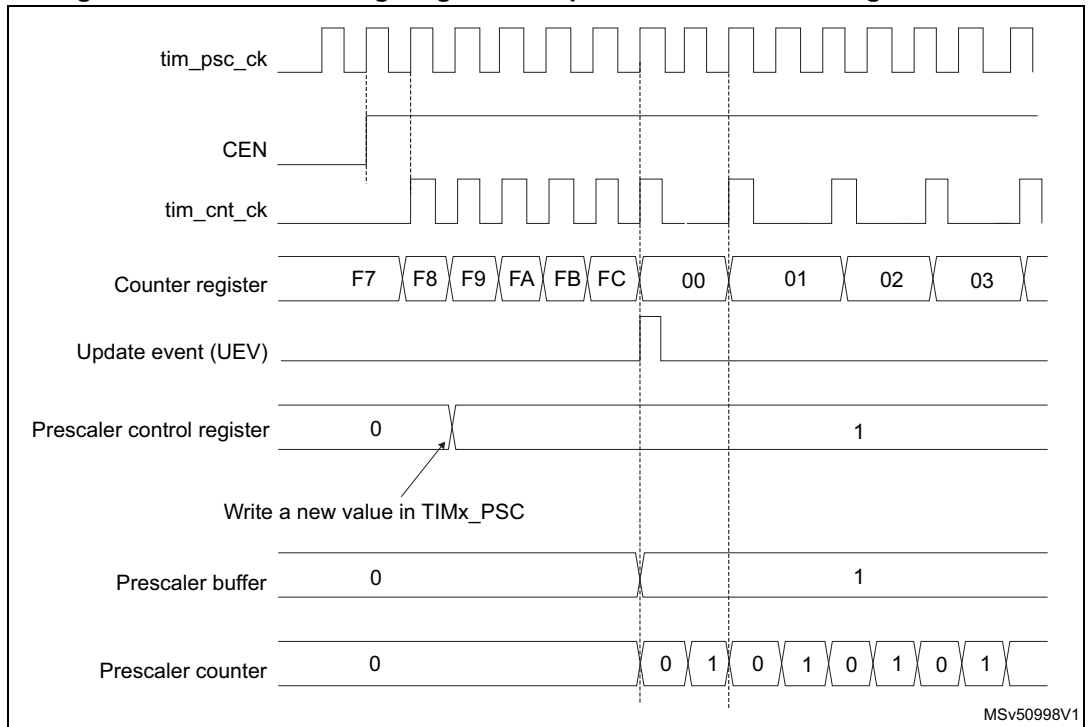 tim_psc_ck
CEN
tim_cnt_ck
Counter register F7 F8 F9 FA FB FC 00 01 02 03
Update event (UEV)
Prescaler control register 0 1
Write a new value in TIMx_PSC
Prescaler buffer 0 1
Prescaler counter 0 0 1 0 1 0 1 0 1
MSv50998V1